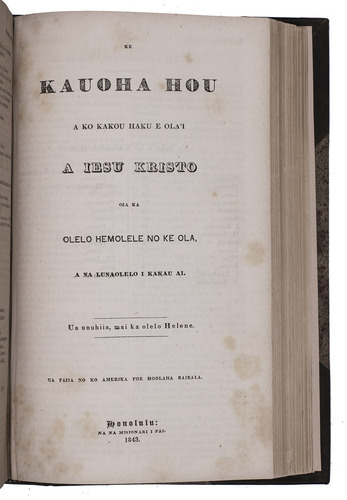 KE
KAUOHA HOU
A KO KAKOU HAKU E OLA'I
A IESU KRISTO
OIA KA
OLELO HEMOLELE NO KE OLA,
A NA LUNAOLELO I KAKAU AI.
Ua unuhiia, mai ka olelo Helene.
UA PAIIA NO KO AMERIKA POE HOOLAHA BAIBALA.
Honolulu:
NA NA MISIONARI I PAI.
1843.